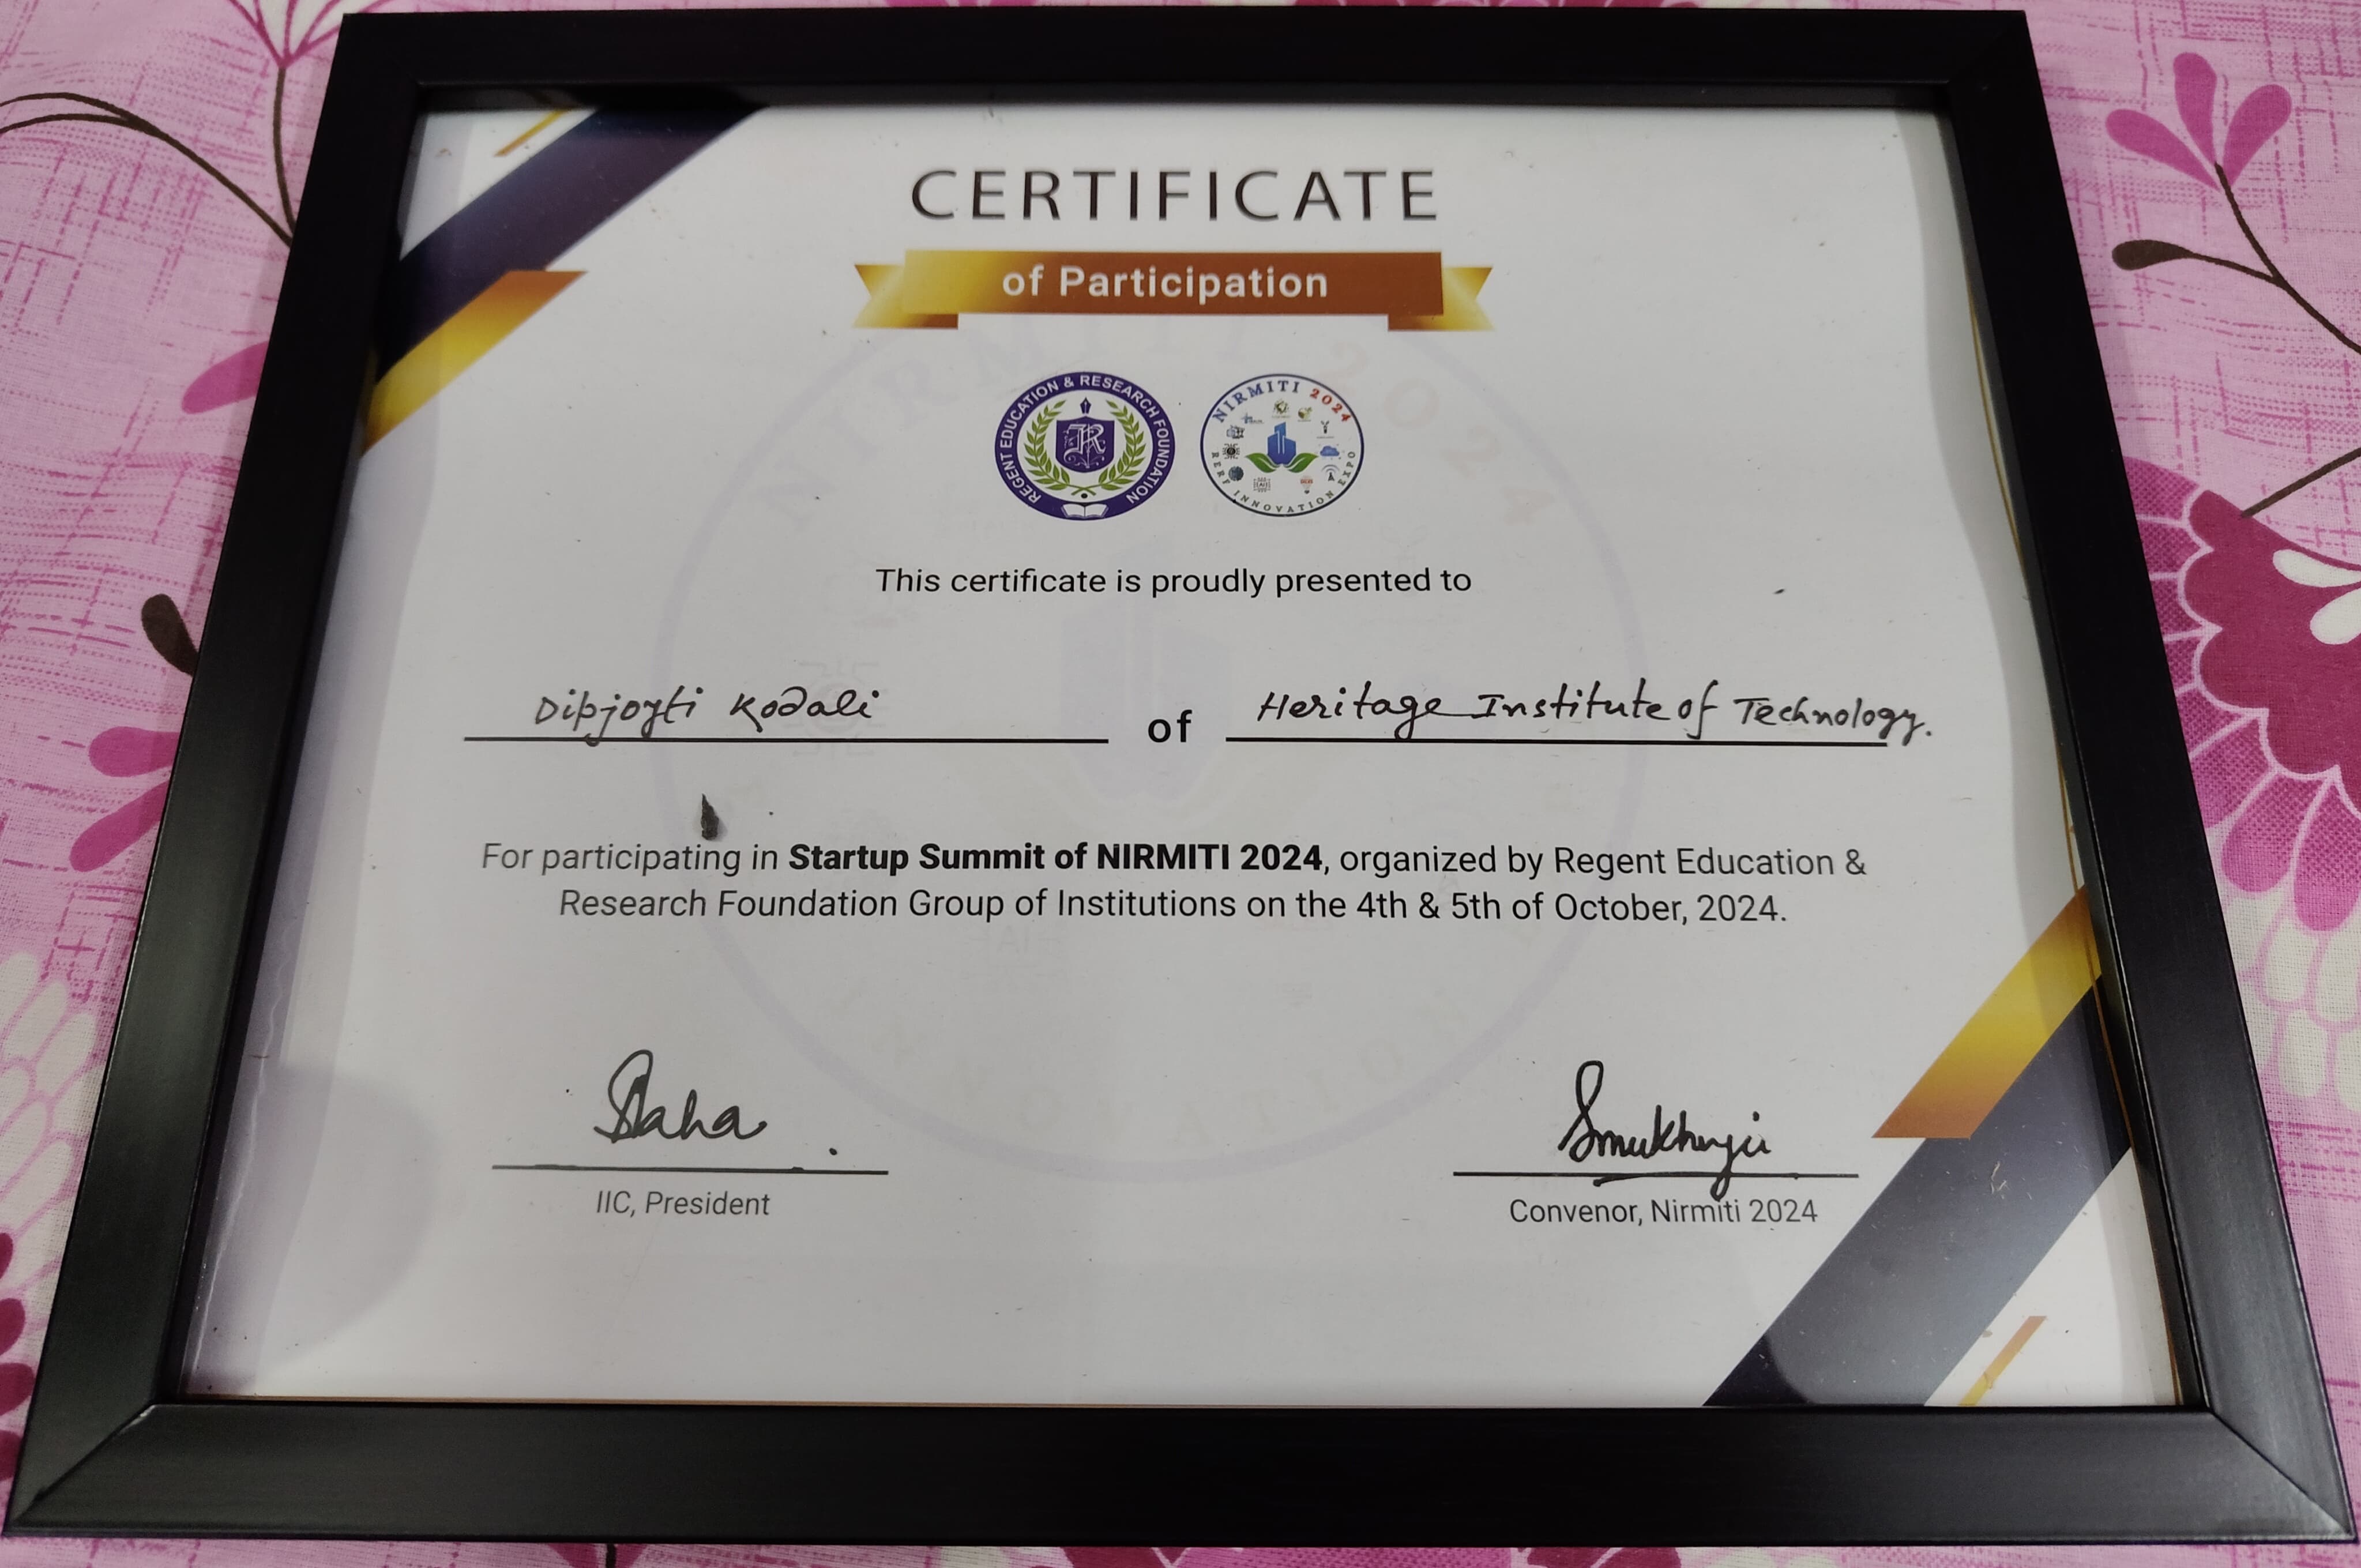 CERTIFICATE
of Participation
REGENT EDUCATION & RESEARCH FOUNDATION
R
NIRMITI 2024
RERF INNOVATION EXPO
This certificate is proudly presented to
Dipjoyti Kodali of Heritage Institute of Technology.
For participating in Startup Summit of NIRMITI 2024, organized by Regent Education &
Research Foundation Group of Institutions on the 4th & 5th of October, 2024.
SSaha Smukherjee
IIC, President Convenor, Nirmiti 2024